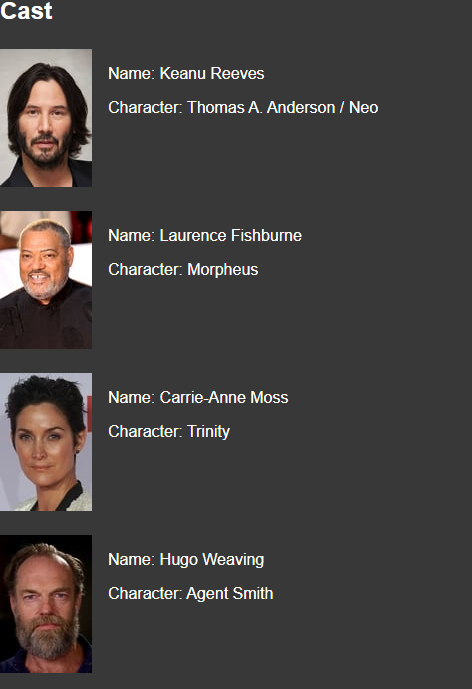 Cast
Name: Keanu Reeves
Character: Thomas A. Anderson / Neo
Name: Laurence Fishburne
Character: Morpheus
Name: Carrie-Anne Moss
Character: Trinity
Name: Hugo Weaving
Character: Agent Smith